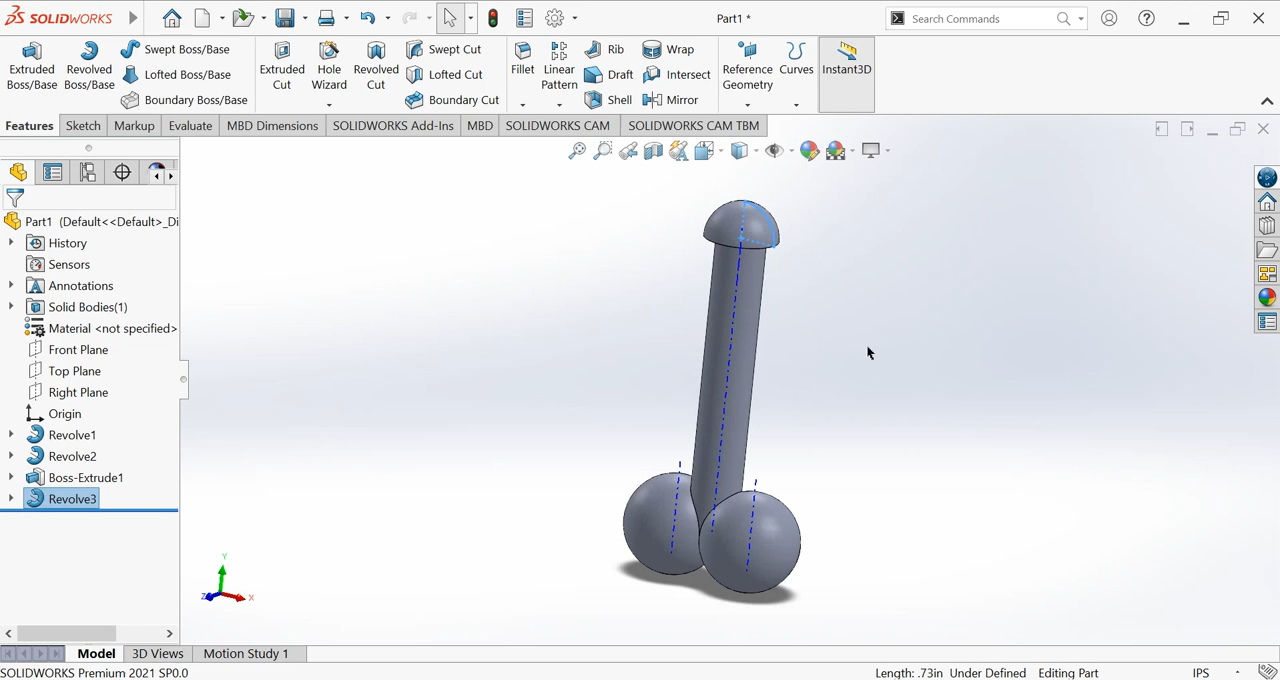 SOLIDWORKS
Part1 *
Search Commands
Extruded Boss/Base
Revolved Boss/Base
Swept Boss/Base
Lofted Boss/Base
Boundary Boss/Base
Extruded Cut
Hole Wizard
Revolved Cut
Swept Cut
Lofted Cut
Boundary Cut
Fillet
Linear Pattern
Rib
Draft
Shell
Wrap
Intersect
Mirror
Reference Geometry
Curves
Instant3D
Features
Sketch
Markup
Evaluate
MBD Dimensions
SOLIDWORKS Add-Ins
MBD
SOLIDWORKS CAM
SOLIDWORKS CAM TBM
Part1 (Default<<Default>_Di
History
Sensors
Annotations
Solid Bodies(1)
Material <not specified>
Front Plane
Top Plane
Right Plane
Origin
Revolve1
Revolve2
Boss-Extrude1
Revolve3
Y
Z
X
Model
3D Views
Motion Study 1
SOLIDWORKS Premium 2021 SP0.0
Length: .73in
Under Defined
Editing Part
IPS